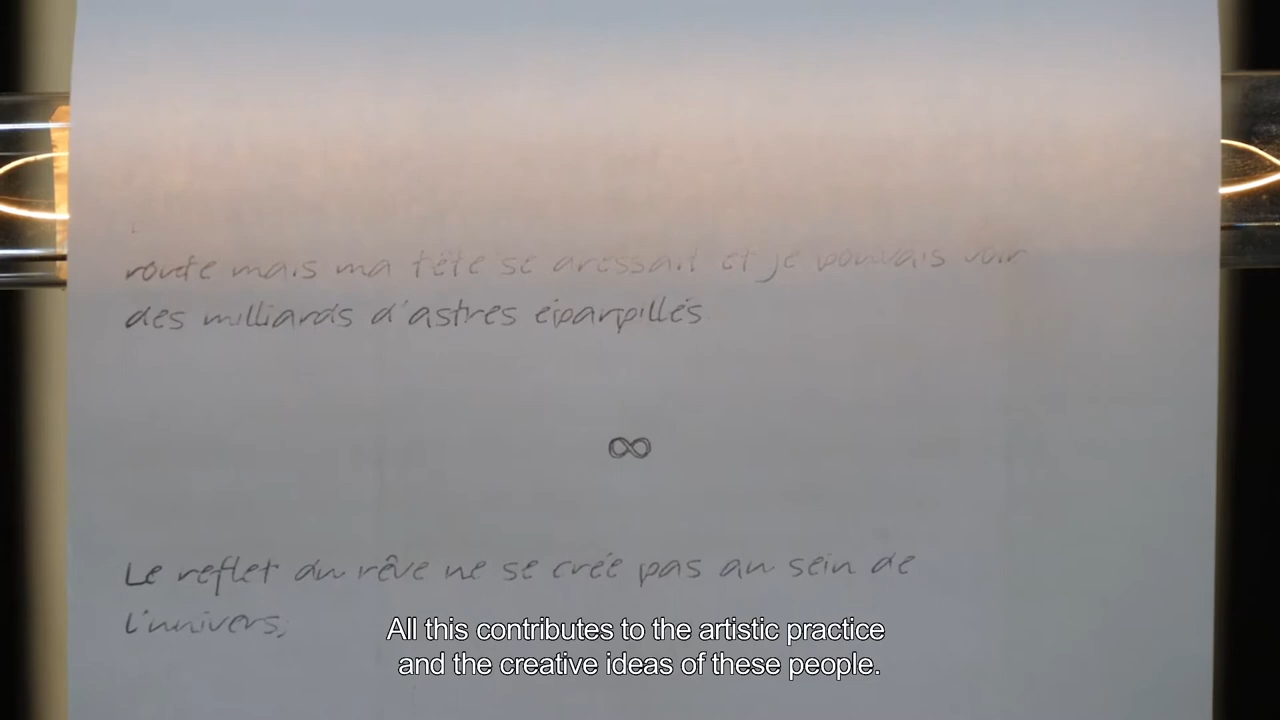 route mais ma tête se dressait et je pouvais voir
des milliards d'astres éparpillés
∞
Le reflet du rêve ne se crée pas au sein de
l'univers,
All this contributes to the artistic practice
and the creative ideas of these people.